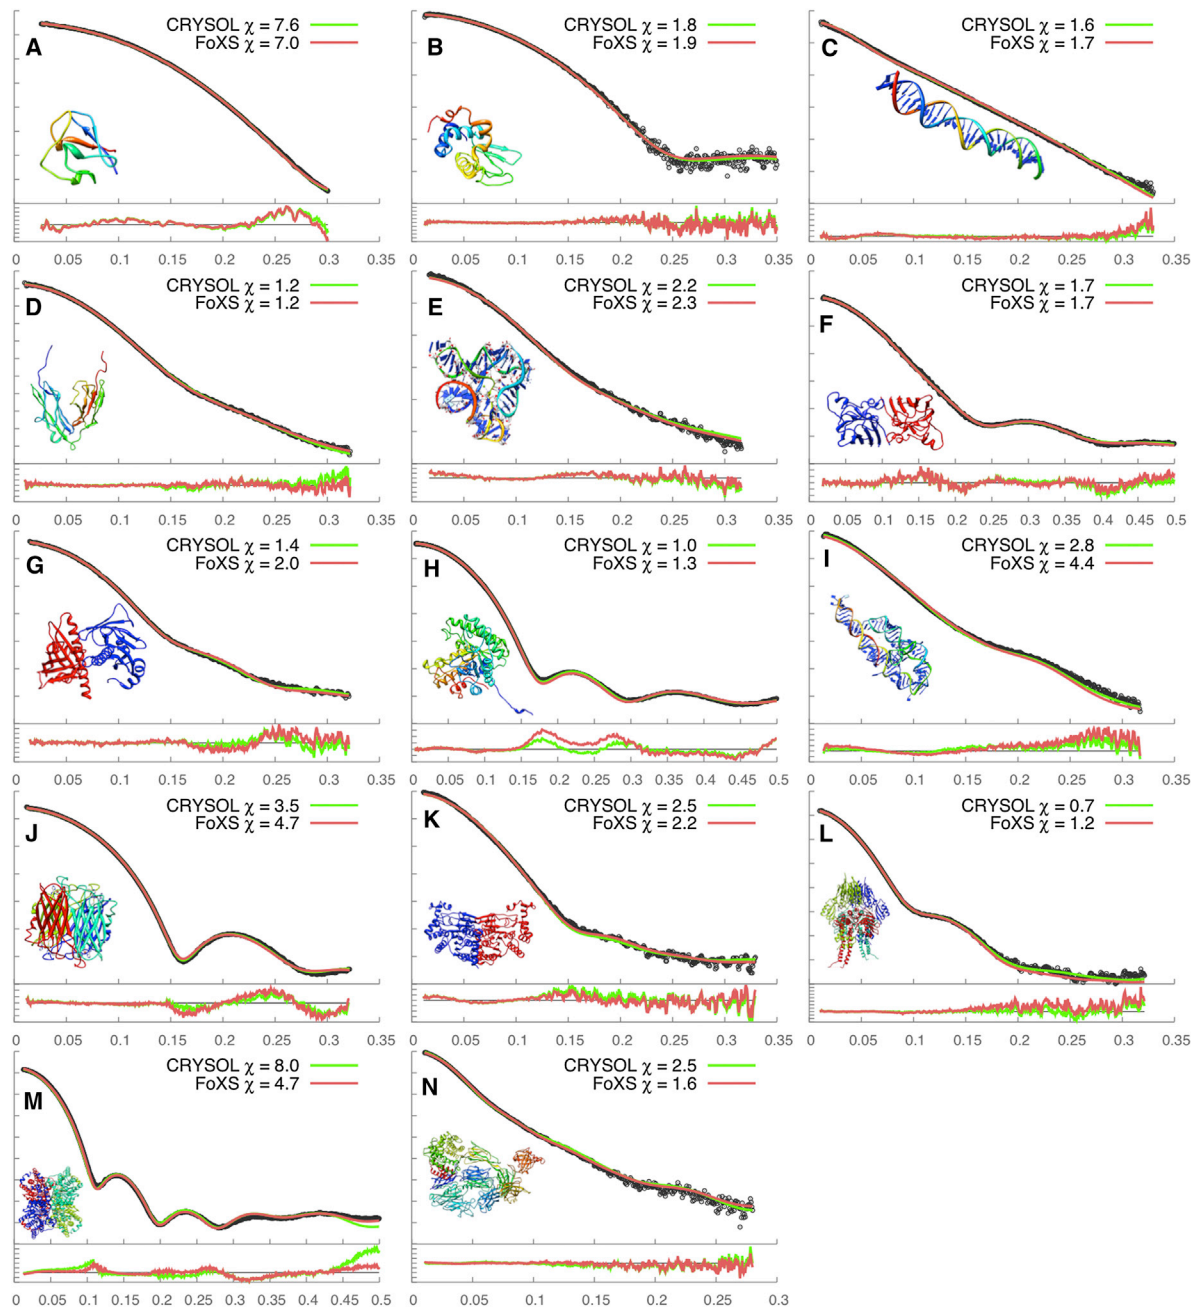 A
CRYSOL χ = 7.6
FoXS χ = 7.0
0.05 0.1 0.15 0.2 0.25 0.3 0.35
B
CRYSOL χ = 1.8
FoXS χ = 1.9
0 0.05 0.1 0.15 0.2 0.25 0.3 0.35
C
CRYSOL χ = 1.6
FoXS χ = 1.7
0 0.05 0.1 0.15 0.2 0.25 0.3 0.35
D
CRYSOL χ = 1.2
FoXS χ = 1.2
0 0.05 0.1 0.15 0.2 0.25 0.3 0.35
E
CRYSOL χ = 2.2
FoXS χ = 2.3
0 0.05 0.1 0.15 0.2 0.25 0.3 0.35
F
CRYSOL χ = 1.7
FoXS χ = 1.7
0 0.05 0.1 0.15 0.2 0.25 0.3 0.35 0.4 0.45 0.5
G
CRYSOL χ = 1.4
FoXS χ = 2.0
0 0.05 0.1 0.15 0.2 0.25 0.3 0.35
H
CRYSOL χ = 1.0
FoXS χ = 1.3
0 0.05 0.1 0.15 0.2 0.25 0.3 0.35 0.4 0.45 0.5
I
CRYSOL χ = 2.8
FoXS χ = 4.4
0 0.05 0.1 0.15 0.2 0.25 0.3 0.35
J
CRYSOL χ = 3.5
FoXS χ = 4.7
0 0.05 0.1 0.15 0.2 0.25 0.3 0.35
K
CRYSOL χ = 2.5
FoXS χ = 2.2
0 0.05 0.1 0.15 0.2 0.25 0.3 0.35
L
CRYSOL χ = 0.7
FoXS χ = 1.2
0 0.05 0.1 0.15 0.2 0.25 0.3 0.35
M
CRYSOL χ = 8.0
FoXS χ = 4.7
0 0.05 0.1 0.15 0.2 0.25 0.3 0.35 0.4 0.45 0.5
N
CRYSOL χ = 2.5
FoXS χ = 1.6
0 0.05 0.1 0.15 0.2 0.25 0.3